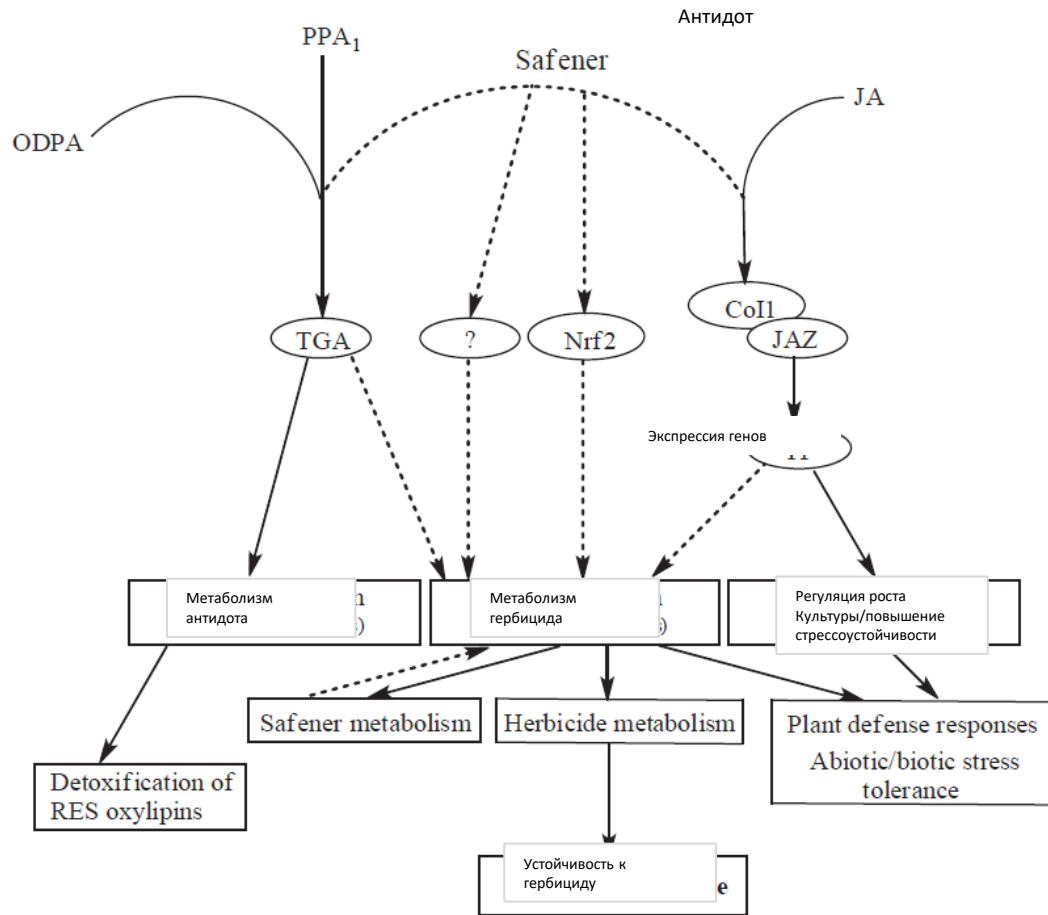 Антидот
PPA1
Safener
JA
ODPA
CoI1
TGA
?
Nrf2
JAZ
Экспрессия генов
Метаболизм
антидота
s)
Метаболизм
гербицида
s)
Регуляция роста
Культуры/повышение
стрессоустойчивости
Safener metabolism
Herbicide metabolism
Plant defense responses
Abiotic/biotic stress
tolerance
Detoxification of
RES oxylipins
Устойчивость к
гербициду
e